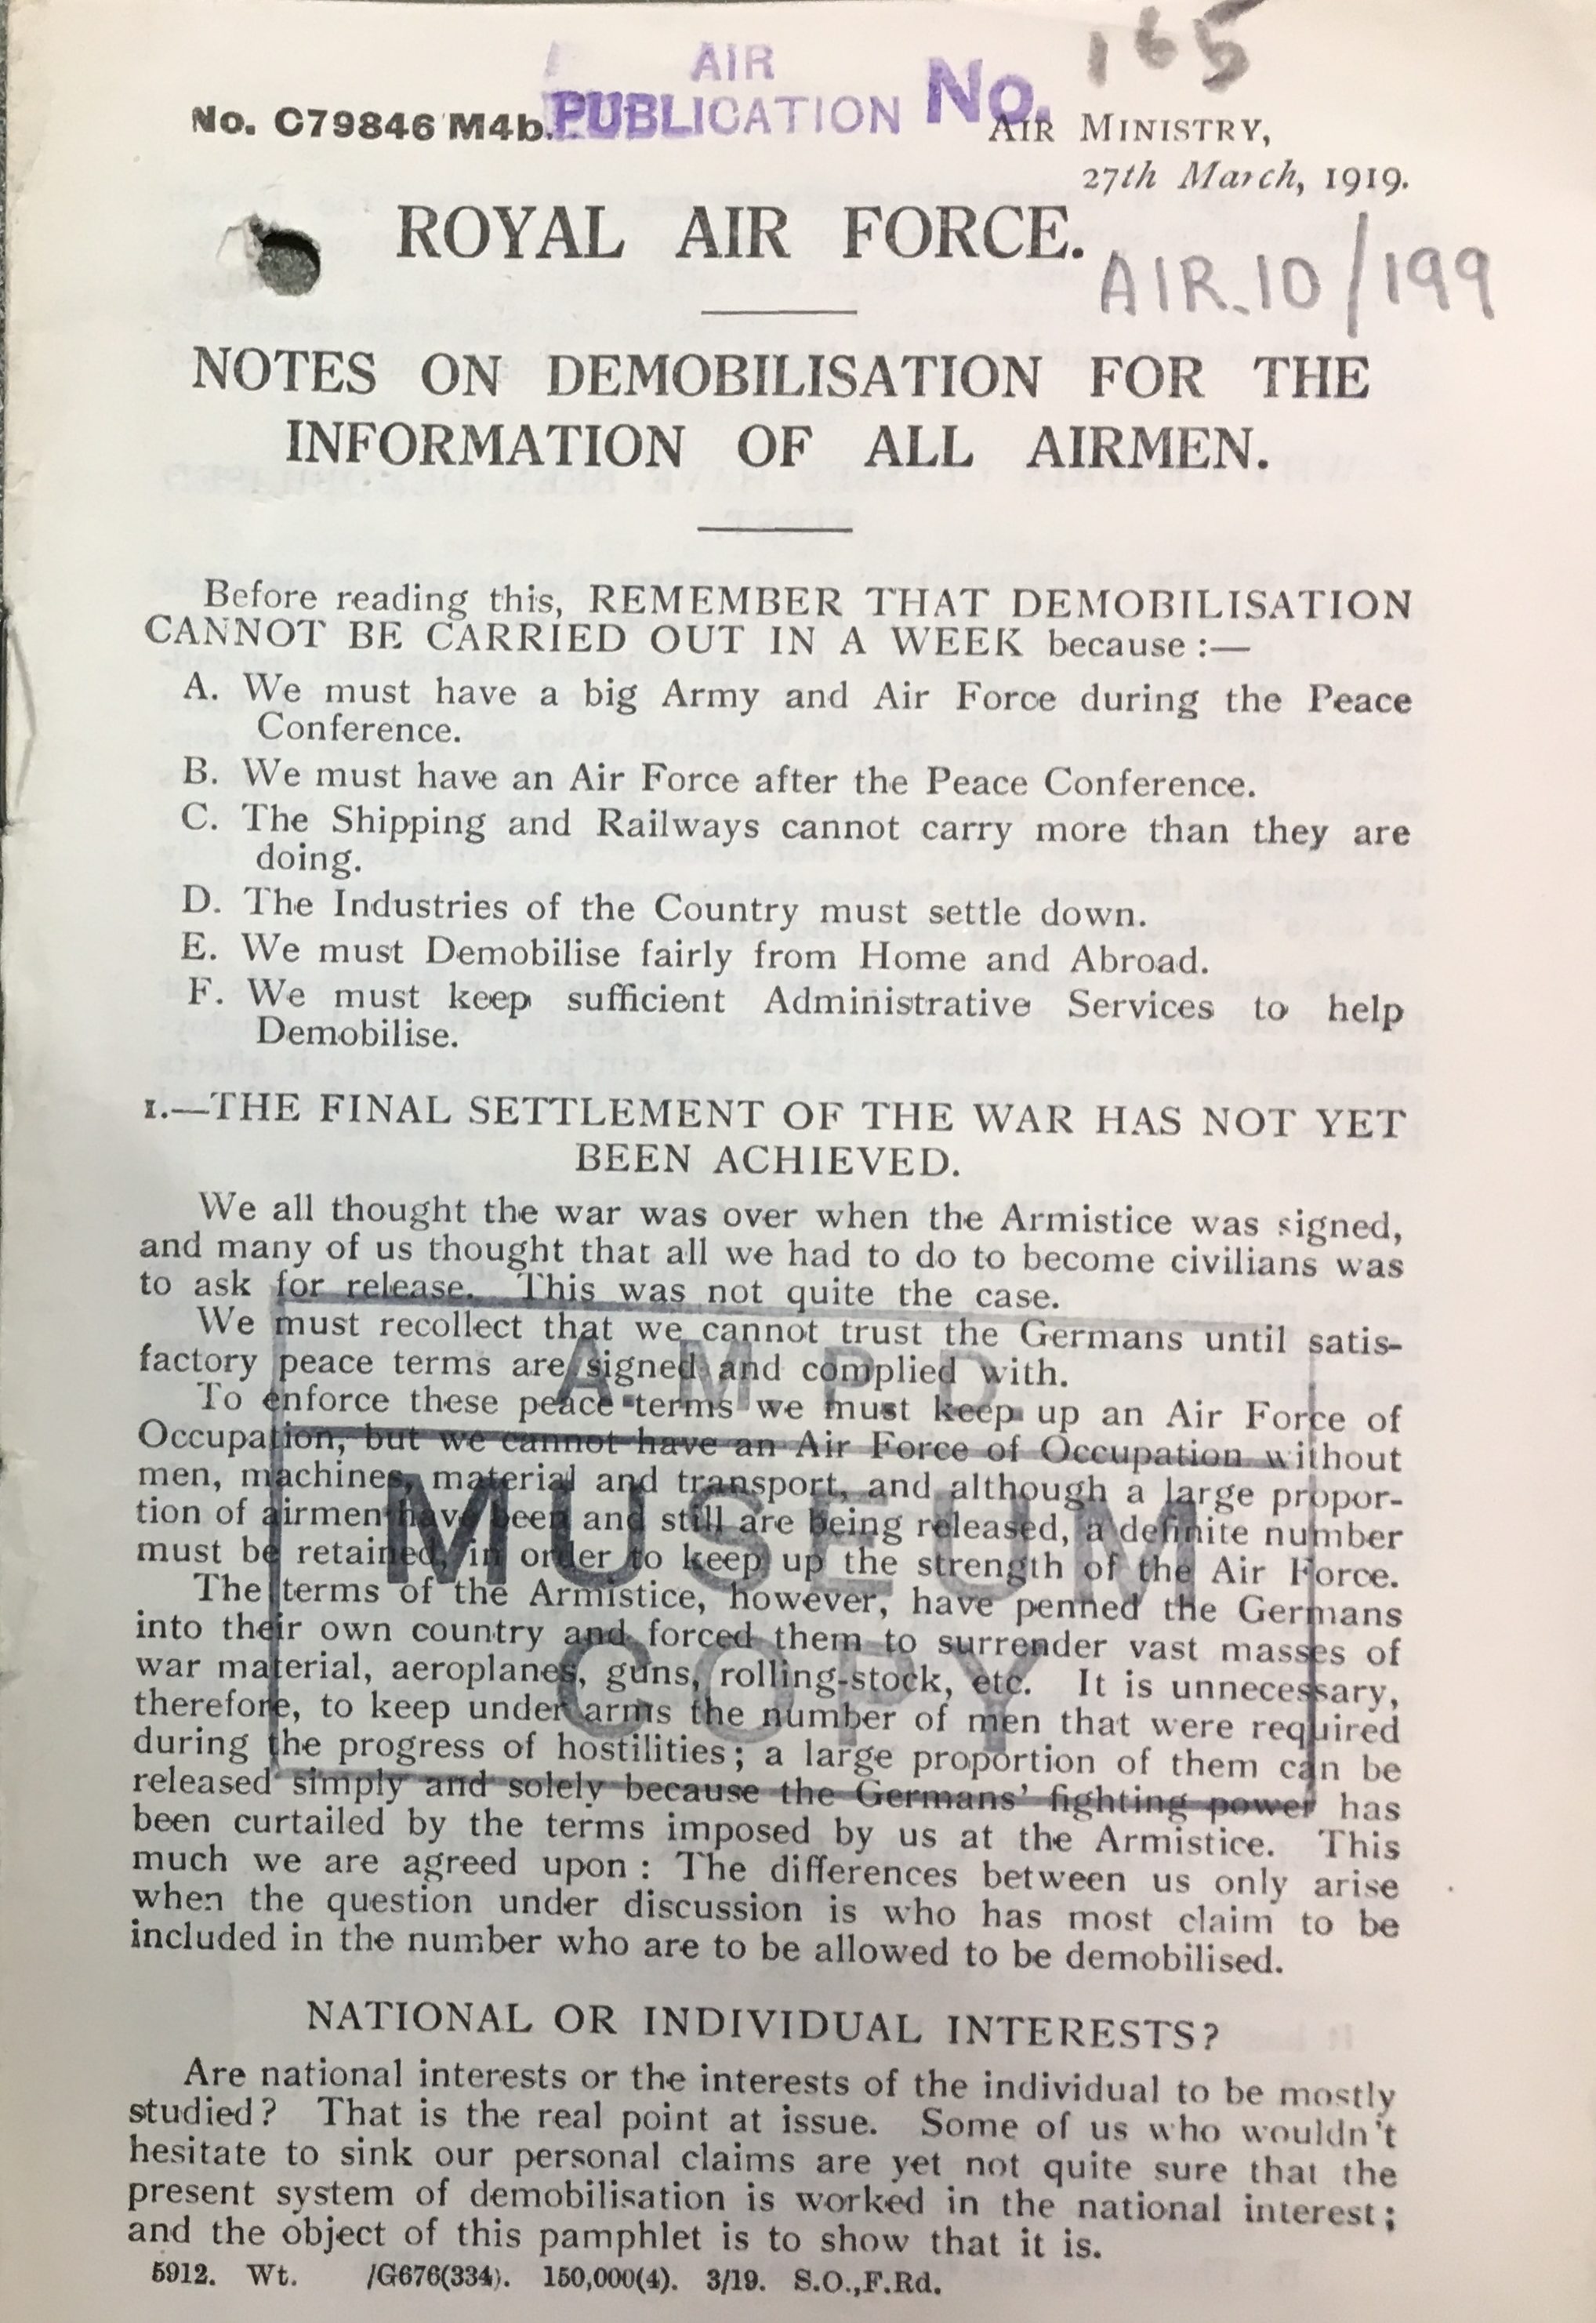 165
AIR
No. C79846 M4b. PUBLICATION No.
AIR MINISTRY,
27th March, 1919.
ROYAL AIR FORCE.
AIR.10/199
NOTES ON DEMOBILISATION FOR THE
INFORMATION OF ALL AIRMEN.
Before reading this, REMEMBER THAT DEMOBILISATION
CANNOT BE CARRIED OUT IN A WEEK because :—
A. We must have a big Army and Air Force during the Peace
Conference.
B. We must have an Air Force after the Peace Conference.
C. The Shipping and Railways cannot carry more than they are
doing.
D. The Industries of the Country must settle down.
E. We must Demobilise fairly from Home and Abroad.
F. We must keep sufficient Administrative Services to help
Demobilise.
1.—THE FINAL SETTLEMENT OF THE WAR HAS NOT YET
BEEN ACHIEVED.
We all thought the war was over when the Armistice was signed,
and many of us thought that all we had to do to become civilians was
to ask for release. This was not quite the case.
We must recollect that we cannot trust the Germans until satis-
factory peace terms are signed and complied with.
To enforce these peace terms we must keep up an Air Force of
Occupation, but we cannot have an Air Force of Occupation without
men, machines, material and transport, and although a large propor-
tion of airmen have been and still are being released, a definite number
must be retained, in order to keep up the strength of the Air Force.
The terms of the Armistice, however, have penned the Germans
into their own country and forced them to surrender vast masses of
war material, aeroplanes, guns, rolling-stock, etc. It is unnecessary,
therefore, to keep under arms the number of men that were required
during the progress of hostilities; a large proportion of them can be
released simply and solely because the Germans' fighting power has
been curtailed by the terms imposed by us at the Armistice. This
much we are agreed upon : The differences between us only arise
when the question under discussion is who has most claim to be
included in the number who are to be allowed to be demobilised.
A.M.P.D.
MUSEUM
COPY
NATIONAL OR INDIVIDUAL INTERESTS?
Are national interests or the interests of the individual to be mostly
studied? That is the real point at issue. Some of us who wouldn't
hesitate to sink our personal claims are yet not quite sure that the
present system of demobilisation is worked in the national interest;
and the object of this pamphlet is to show that it is.
5912. Wt. /G676(334). 150,000(4). 3/19. S.O.,F.Rd.